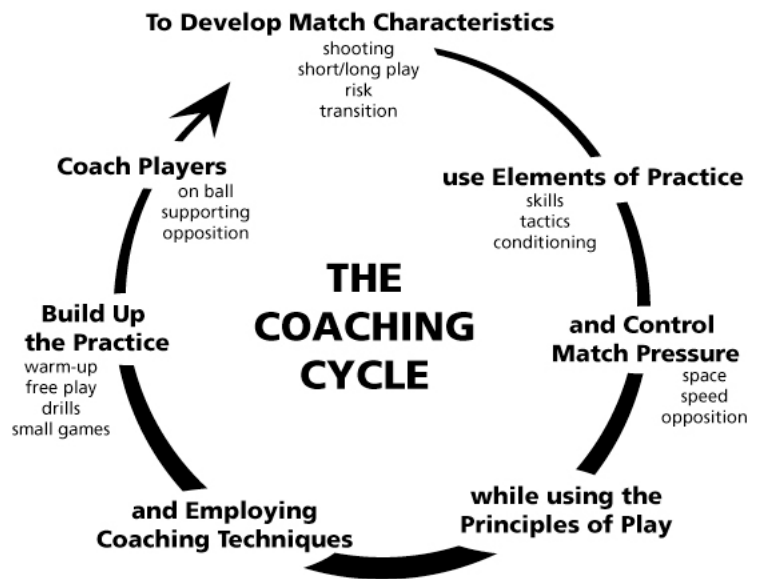 To Develop Match Characteristics
shooting
short/long play
risk
transition
use Elements of Practice
skills
tactics
conditioning
and Control
Match Pressure
space
speed
opposition
while using the
Principles of Play
and Employing
Coaching Techniques
Build Up
the Practice
warm-up
free play
drills
small games
Coach Players
on ball
supporting
opposition
THE
COACHING
CYCLE